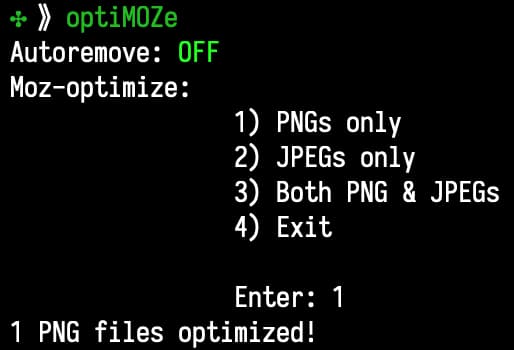 ✣ ⟫ optiMOZe
Autoremove: OFF
Moz-optimize:
1) PNGs only
2) JPEGs only
3) Both PNG & JPEGs
4) Exit
Enter: 1
1 PNG files optimized!